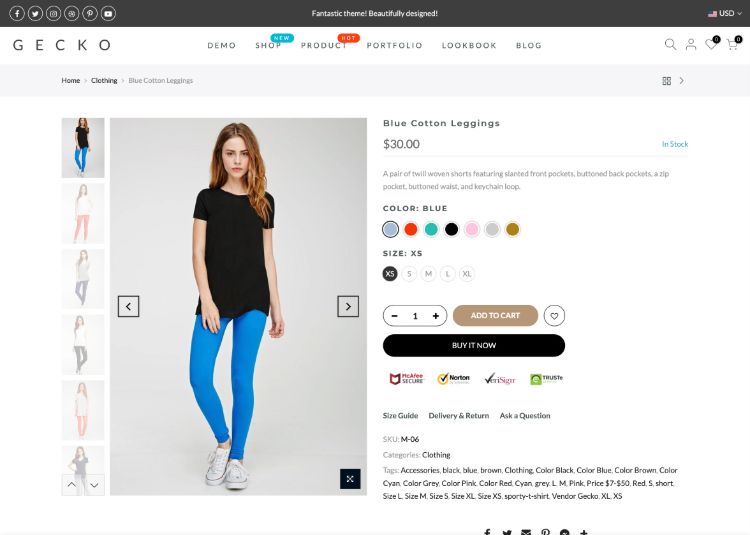 Fantastic theme! Beautifully designed!
USD
GECKO
DEMO
SHOP
NEW
PRODUCT
HOT
PORTFOLIO
LOOKBOOK
BLOG
0
0
Home > Clothing > Blue Cotton Leggings
Blue Cotton Leggings
$30.00
In Stock
A pair of twill woven shorts featuring slanted front pockets, buttoned back pockets, a zip
pocket, buttoned waist, and keychain loop.
COLOR: BLUE
SIZE: XS
XS S M L XL
1
ADD TO CART
BUY IT NOW
McAfee
SECURE
Norton
VeriSign
TRUSTe
Size Guide Delivery & Return Ask a Question
SKU: M-06
Categories: Clothing
Tags: Accessories, black, blue, brown, Clothing, Color Black, Color Blue, Color Brown, Color
Cyan, Color Grey, Color Pink, Color Red, Cyan, grey, L, M, Pink, Price $7-$50, Red, S, short,
Size L, Size M, Size S, Size XL, Size XS, sporty-t-shirt, Vendor Gecko, XL, XS